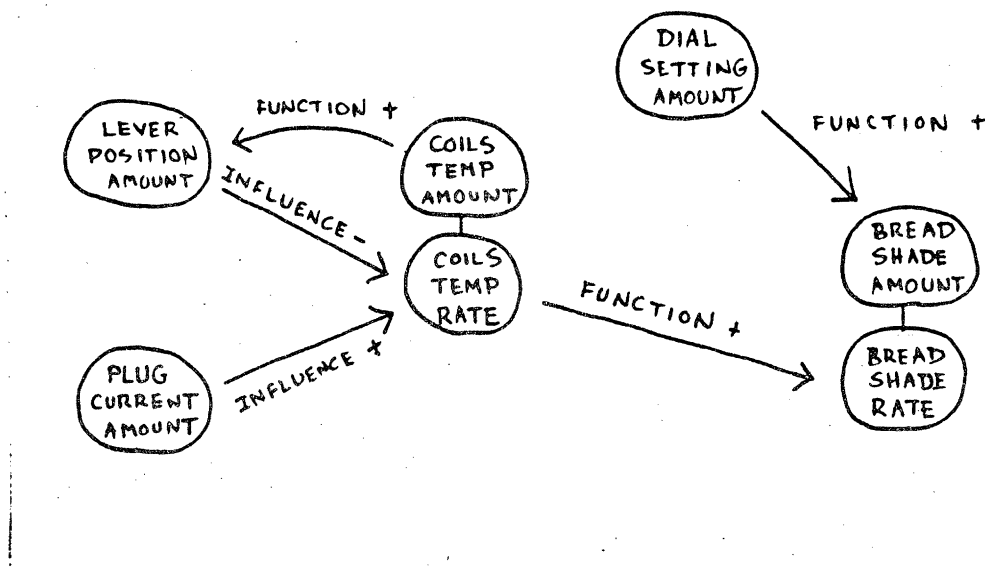 DIAL
SETTING
AMOUNT
FUNCTION +
LEVER
POSITION
AMOUNT
FUNCTION +
COILS
TEMP
AMOUNT
INFLUENCE -
COILS
TEMP
RATE
BREAD
SHADE
AMOUNT
FUNCTION +
BREAD
SHADE
RATE
PLUG
CURRENT
AMOUNT
INFLUENCE +